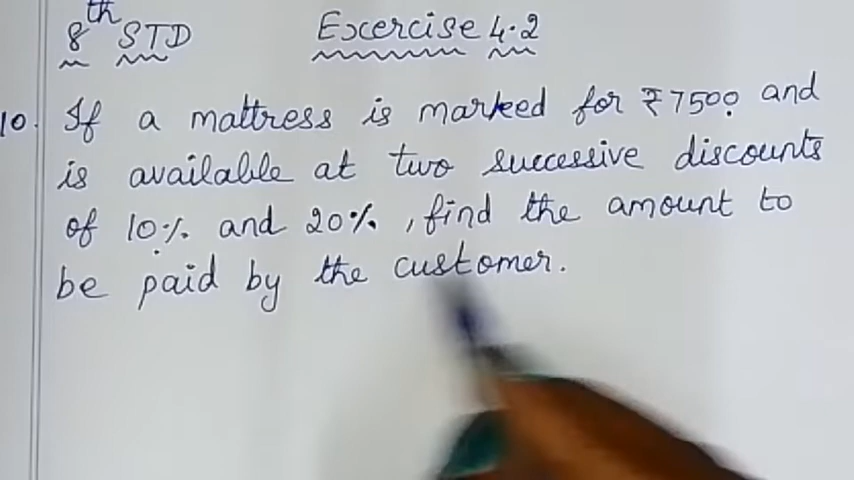 8th STD Excercise 4.2
10. If a mattress is marked for ₹7500 and
is available at two successive discounts
of 10% and 20%, find the amount to
be paid by the customer.